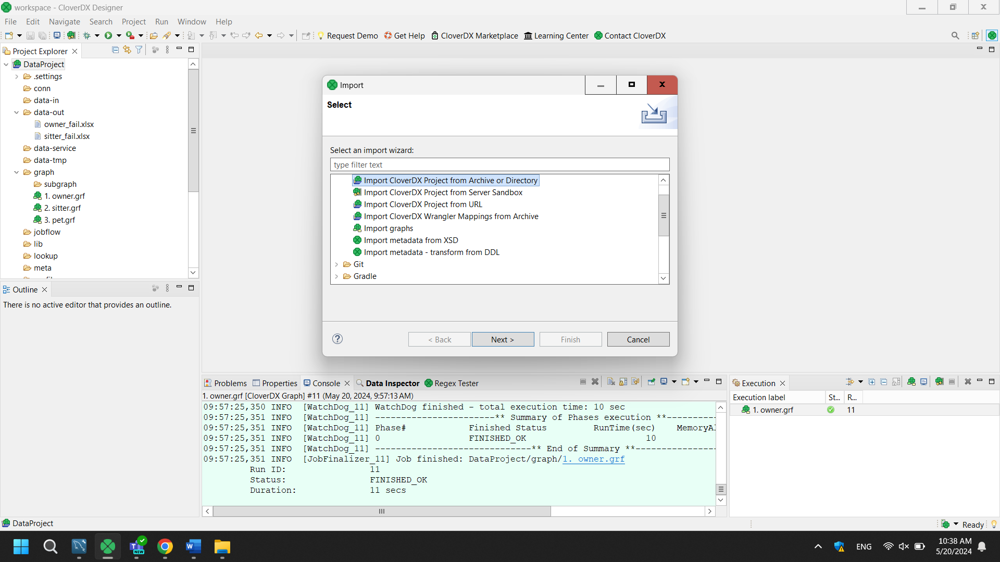 workspace - CloverDX Designer
File Edit Navigate Search Project Run Window Help
Request Demo Get Help CloverDX Marketplace Learning Center Contact CloverDX
Project Explorer
DataProject
.settings
conn
data-in
data-out
owner_fail.xlsx
sitter_fail.xlsx
data-service
data-tmp
graph
subgraph
1. owner.grf
2. sitter.grf
3. pet.grf
jobflow
lib
lookup
meta
Outline
There is no active editor that provides an outline.
Import
Select
Select an import wizard:
type filter text
Import CloverDX Project from Archive or Directory
Import CloverDX Project from Server Sandbox
Import CloverDX Project from URL
Import CloverDX Wrangler Mappings from Archive
Import graphs
Import metadata from XSD
Import metadata - transform from DDL
Git
Gradle
< Back Next > Finish Cancel
Problems Properties Console Data Inspector Regex Tester
1. owner.grf [CloverDX Graph] #11 (May 20, 2024, 9:57:13 AM)
09:57:25,350 INFO [WatchDog_11] WatchDog finished - total execution time: 10 sec
09:57:25,351 INFO [WatchDog_11] -----------------------** Summary of Phases execution **----------
09:57:25,351 INFO [WatchDog_11] Phase# Finished Status RunTime(sec) MemoryAl
09:57:25,351 INFO [WatchDog_11] 0 FINISHED_OK 10
09:57:25,351 INFO [WatchDog_11] ------------------------------** End of Summary **----------------
09:57:25,351 INFO [JobFinalizer_11] Job finished: DataProject/graph/1. owner.grf
Run ID: 11
Status: FINISHED_OK
Duration: 11 secs
Execution
Execution label St... R...
1. owner.grf 11
DataProject
Ready
NEW
W
ENG
10:38 AM
5/20/2024